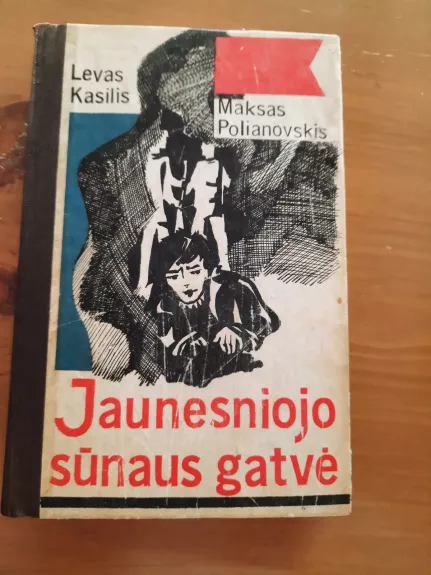 Levas
Kasilis
Maksas
Polianovskis
Jaunesniojo
sūnaus gatvė